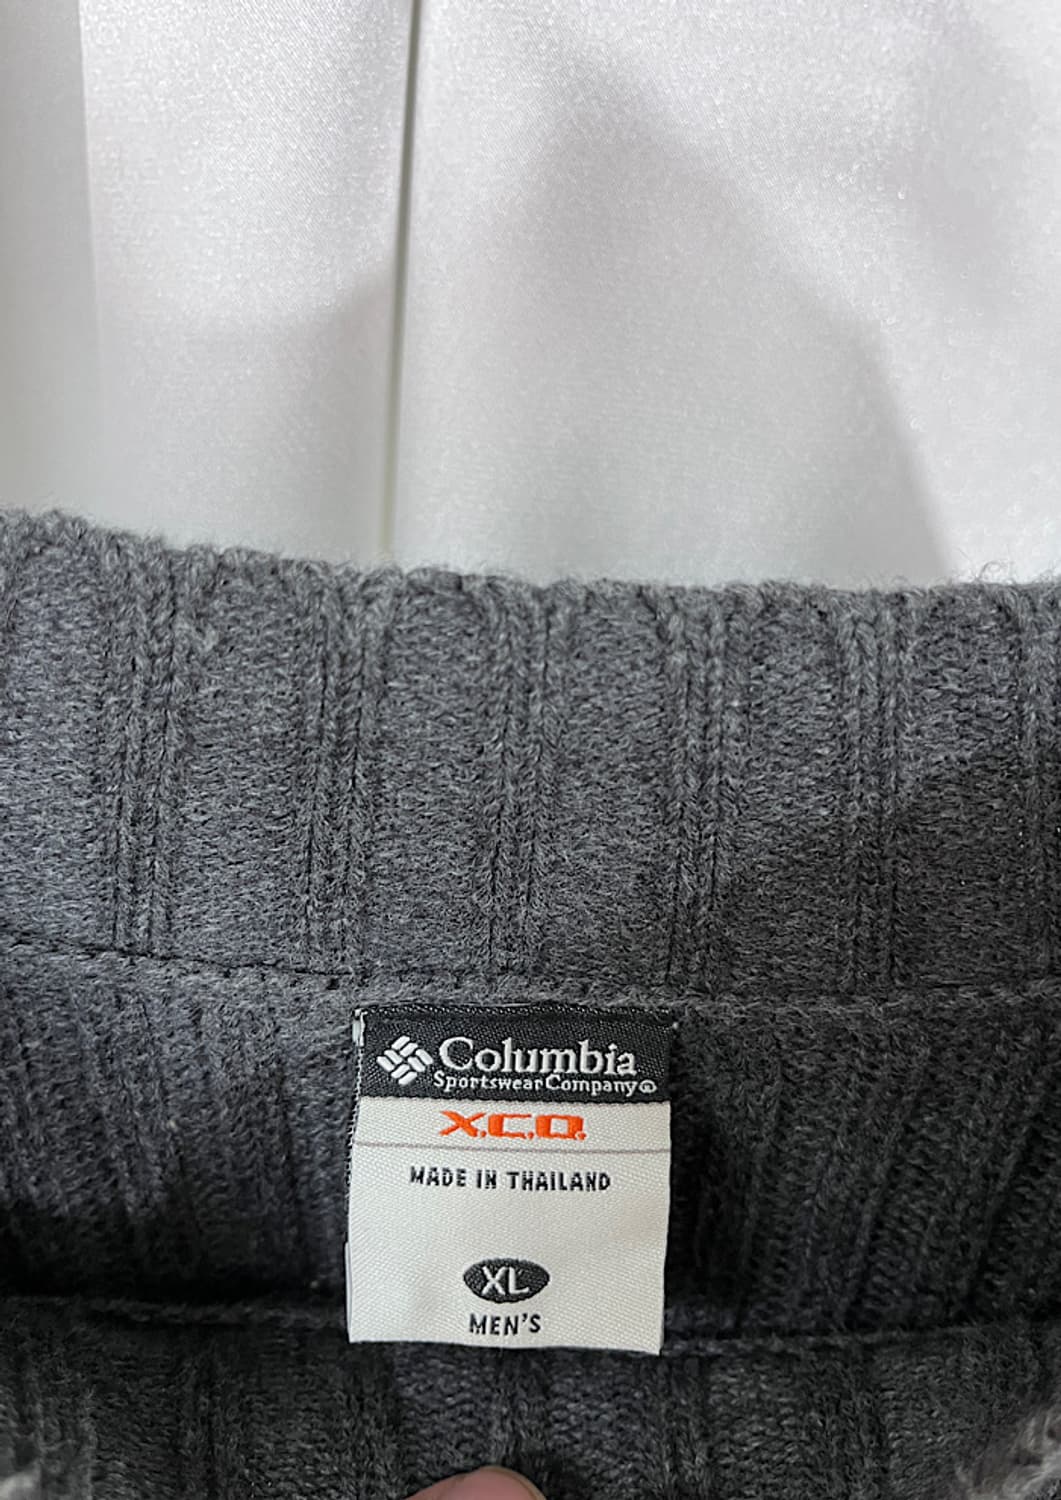 Columbia
Sportswear Company®
X.C.O.
MADE IN THAILAND
XL
MEN'S